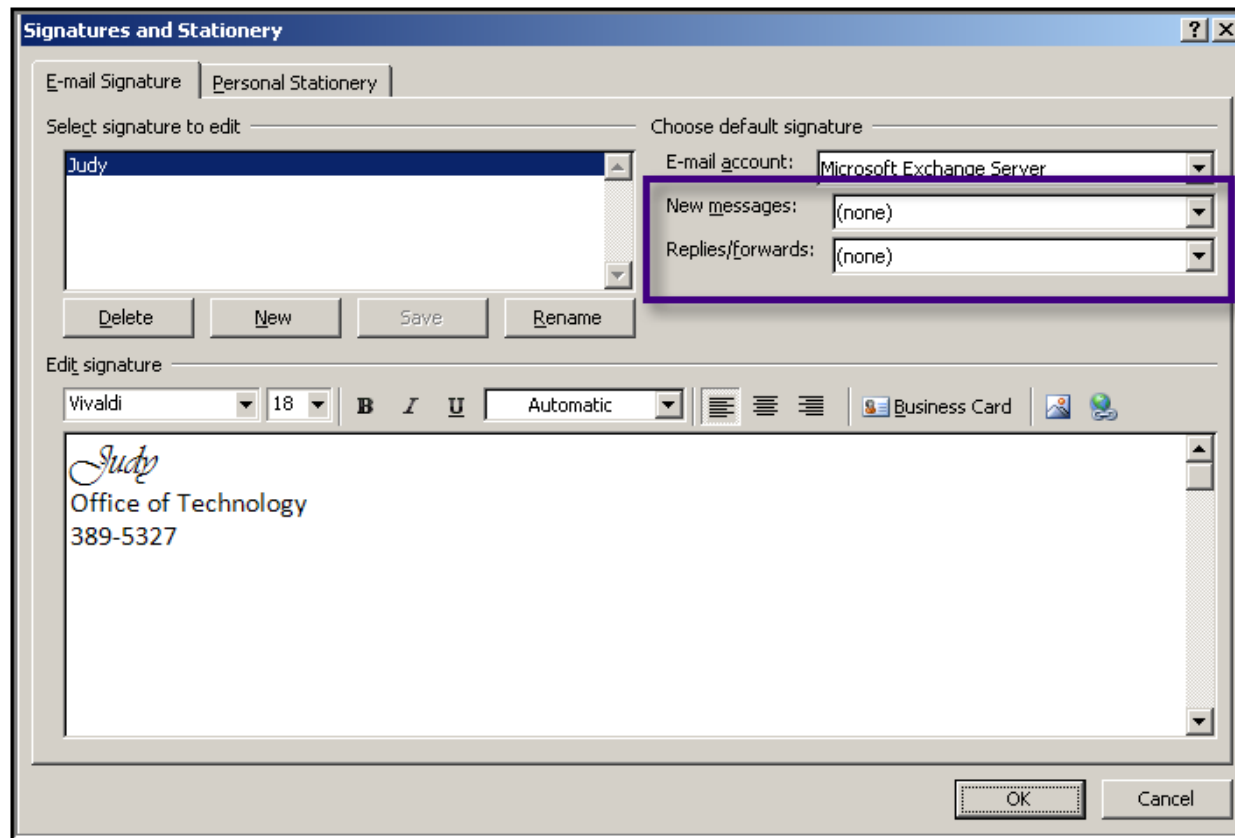 Signatures and Stationery
E-mail Signature Personal Stationery
Select signature to edit
Judy
Delete New Save Rename
Choose default signature
E-mail account: Microsoft Exchange Server
New messages: (none)
Replies/forwards: (none)
Edit signature
Vivaldi 18 B I U Automatic Business Card
Judy
Office of Technology
389-5327
OK Cancel